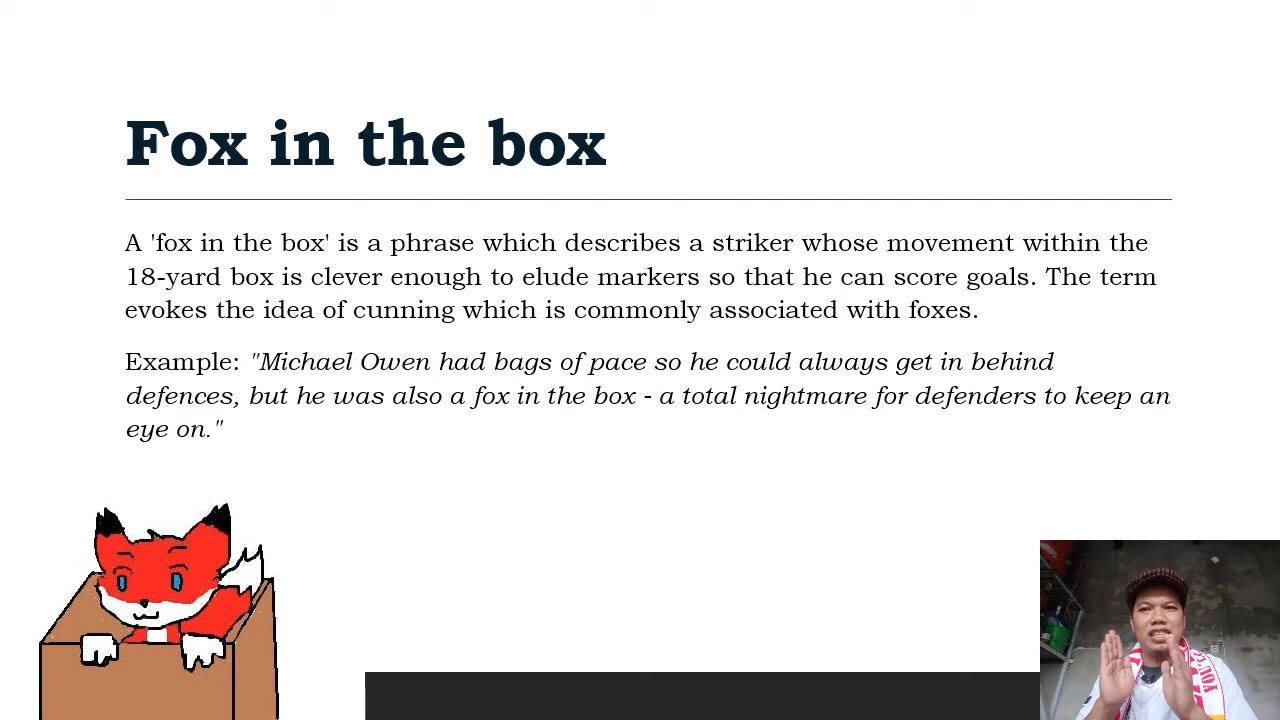 Fox in the box
A 'fox in the box' is a phrase which describes a striker whose movement within the
18-yard box is clever enough to elude markers so that he can score goals. The term
evokes the idea of cunning which is commonly associated with foxes.
Example: "Michael Owen had bags of pace so he could always get in behind
defences, but he was also a fox in the box - a total nightmare for defenders to keep an
eye on."